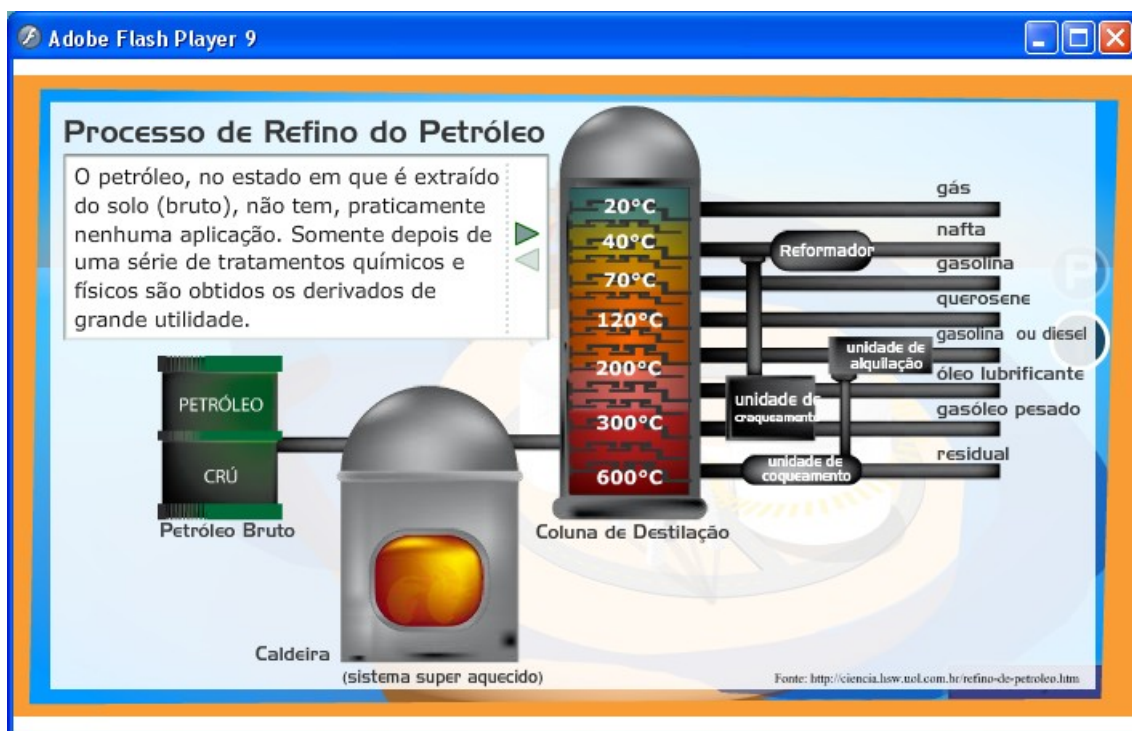 Adobe Flash Player 9
Processo de Refino do Petróleo
O petróleo, no estado em que é extraído
do solo (bruto), não tem, praticamente
nenhuma aplicação. Somente depois de
uma série de tratamentos químicos e
físicos são obtidos os derivados de
grande utilidade.
20°C
40°C
70°C
120°C
200°C
300°C
600°C
gás
nafta
Reformador
gasolina
querosene
gasolina ou diesel
unidade de
alquilação
óleo lubrificante
unidade de
craqueamento
gasóleo pesado
residual
unidade de
coqueamento
PETRÓLEO
CRÚ
Petróleo Bruto
Coluna de Destilação
Caldeira
(sistema super aquecido)
Fonte: http://ciencia.hsw.uol.com.br/refino-de-petroleo.htm
P